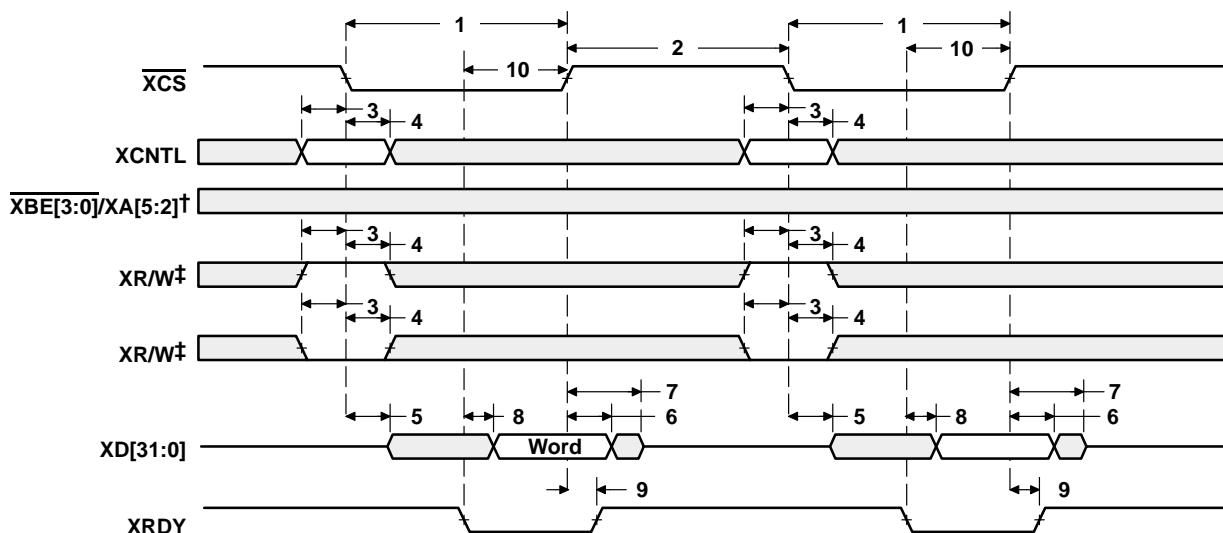 1 1
2
10 10
XCS
3 3
4 4
XCNTL
XBE[3:0]/XA[5:2]†
3 3
4 4
XR/W‡
3 3
4 4
XR/W‡
7 7
5 8 6 5 8 6
XD[31:0] Word
9 9
XRDY